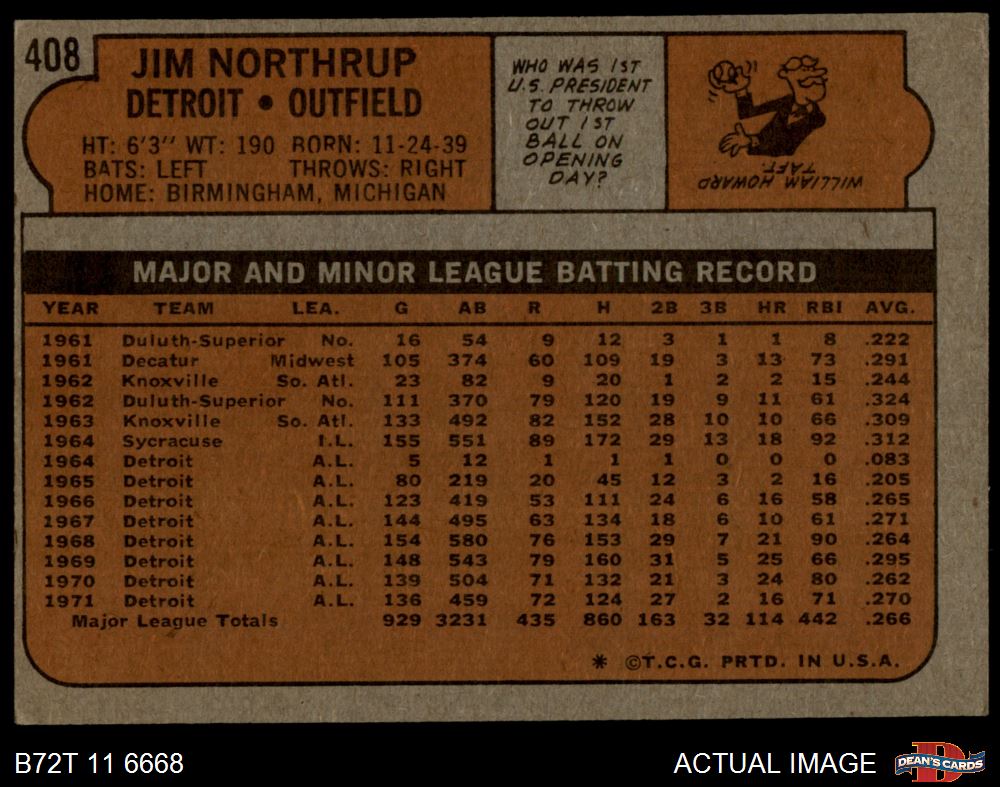 408
JIM NORTHRUP
DETROIT • OUTFIELD
HT: 6'3" WT: 190 BORN: 11-24-39
BATS: LEFT THROWS: RIGHT
HOME: BIRMINGHAM, MICHIGAN
WHO WAS 1ST
U.S. PRESIDENT
TO THROW
OUT 1ST
BALL ON
OPENING
DAY?
WILLIAM HOWARD
TAFT.
MAJOR AND MINOR LEAGUE BATTING RECORD
YEAR TEAM LEA. G AB R H 2B 3B HR RBI AVG.
1961 Duluth-Superior No. 16 54 9 12 3 1 1 8 .222
1961 Decatur Midwest 105 374 60 109 19 3 13 73 .291
1962 Knoxville So. Atl. 23 82 9 20 1 2 2 15 .244
1962 Duluth-Superior No. 111 370 79 120 19 9 11 61 .324
1963 Knoxville So. Atl. 133 492 82 152 28 10 10 66 .309
1964 Sycracuse I.L. 155 551 89 172 29 13 18 92 .312
1964 Detroit A.L. 5 12 1 1 1 0 0 0 .083
1965 Detroit A.L. 80 219 20 45 12 3 2 16 .205
1966 Detroit A.L. 123 419 53 111 24 6 16 58 .265
1967 Detroit A.L. 144 495 63 134 18 6 10 61 .271
1968 Detroit A.L. 154 580 76 153 29 7 21 90 .264
1969 Detroit A.L. 148 543 79 160 31 5 25 66 .295
1970 Detroit A.L. 139 504 71 132 21 3 24 80 .262
1971 Detroit A.L. 136 459 72 124 27 2 16 71 .270
Major League Totals 929 3231 435 860 163 32 114 442 .266
* ©T.C.G. PRTD. IN U.S.A.
B72T 11 6668
ACTUAL IMAGE
DEAN'S CARDS